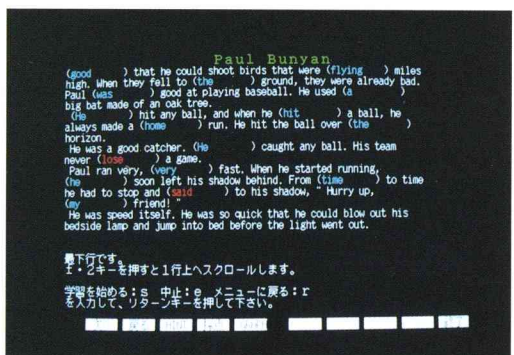 Paul Bunyan
(good ) that he could shoot birds that were (flying ) miles
high. When they fell to (the ) ground, they were already bad.
Paul (was ) good at playing baseball. He used (a )
big bat made of an oak tree.
(He ) hit any ball, and when he (hit ) a ball, he
always made a (home ) run. He hit the ball over (the )
horizon.
He was a good catcher. (He ) caught any ball. His team
never (lose ) a game.
Paul ran very, (very ) fast. When he started running,
(he ) soon left his shadow behind. From (time ) to time
he had to stop and (said ) to his shadow, " Hurry up,
(my ) friend! "
He was speed itself. He was so quick that he could blow out his
bedside lamp and jump into bed before the light went out.
最下行です。
f・2キーを押すと1行上へスクロールします。
学習を始める:s 中止:e メニューに戻る:r
を入力して、リターンキーを押して下さい。